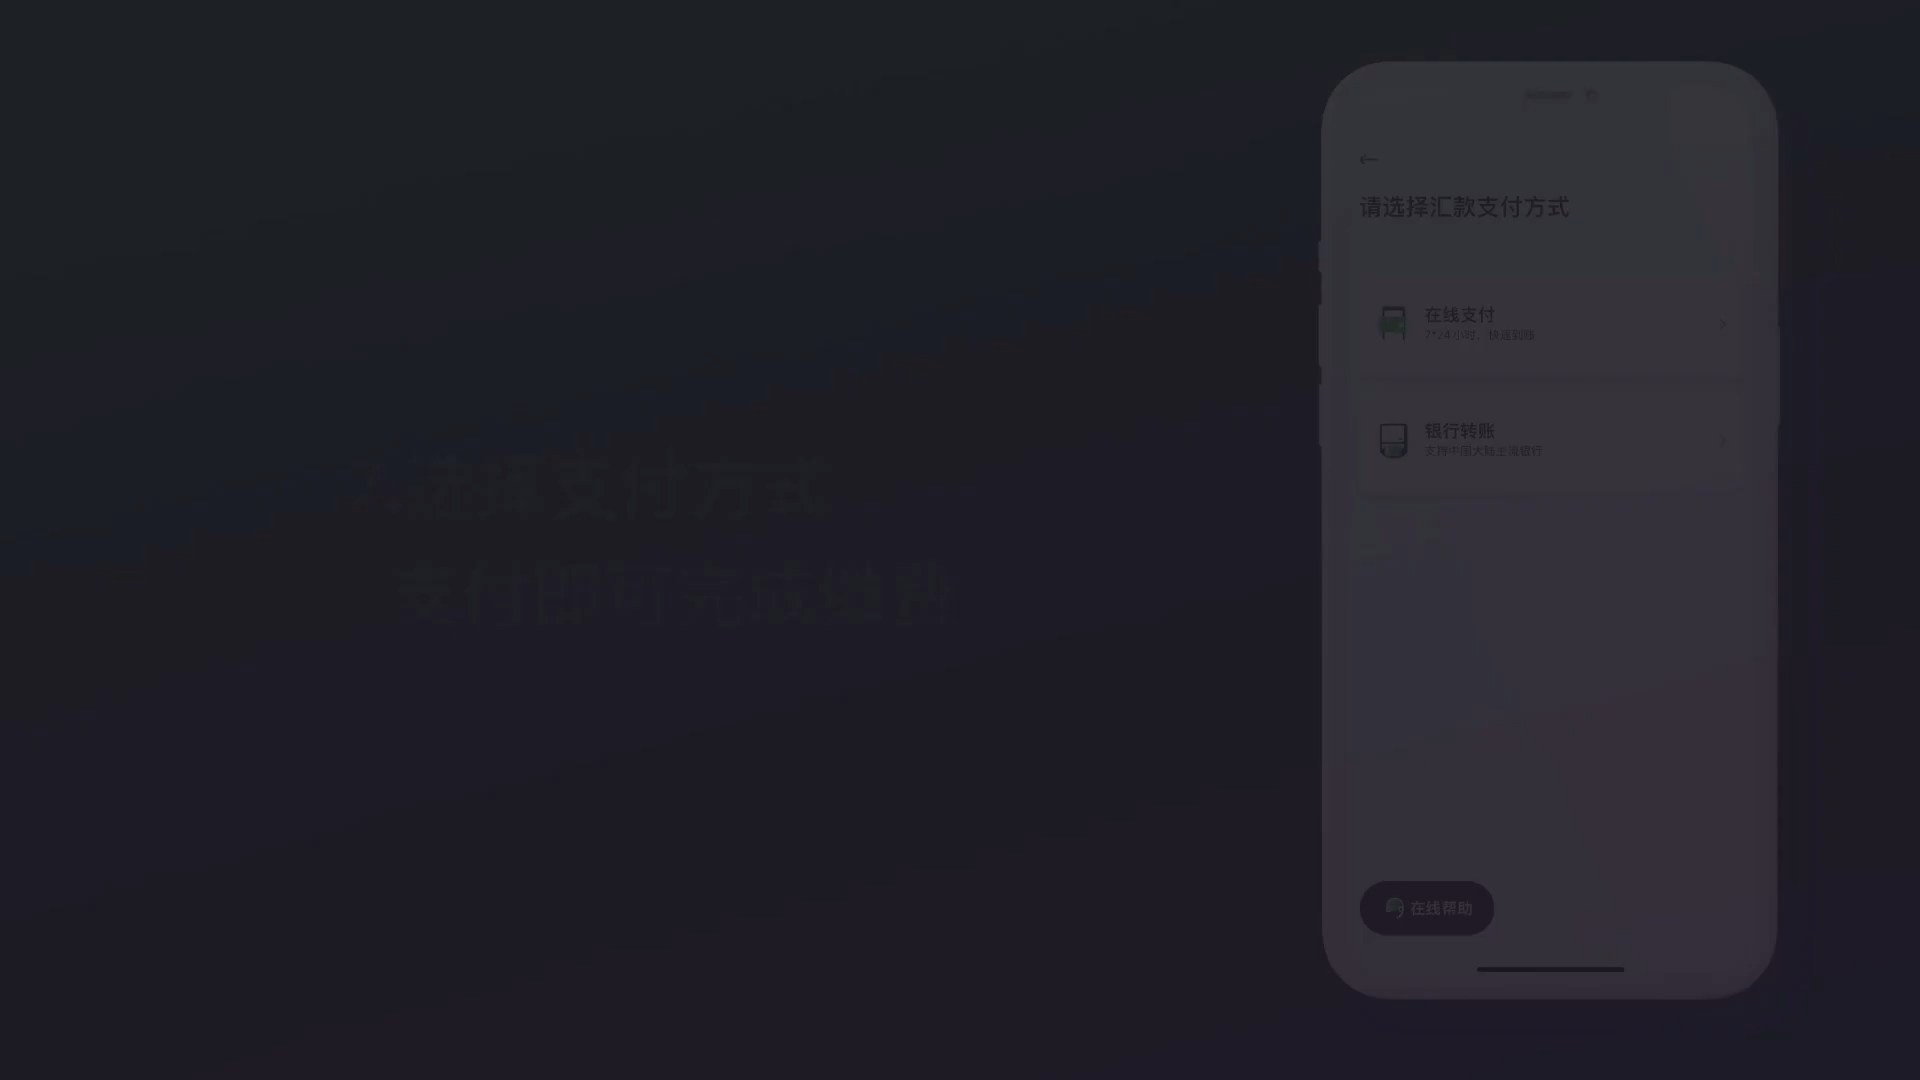 7.选择支付方式
支付即可完成缴费
请选择汇款支付方式
在线支付
7*24小时，快速到账
银行转账
支持中国大陆主流银行
在线帮助